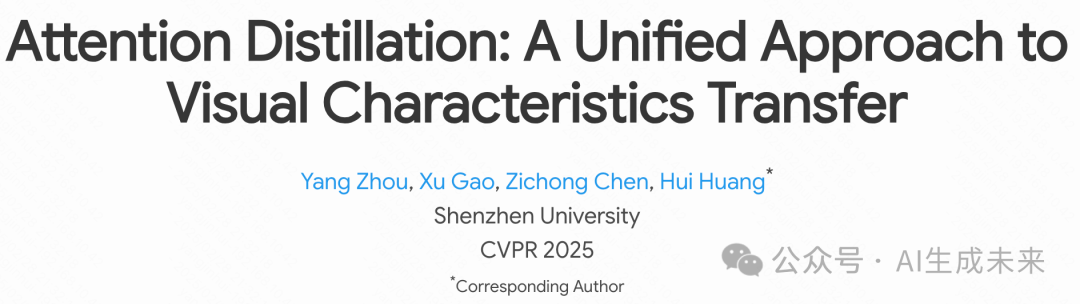 Attention Distillation: A Unified Approach to
Visual Characteristics Transfer
Yang Zhou, Xu Gao, Zichong Chen, Hui Huang*
Shenzhen University
CVPR 2025
*Corresponding Author
公众号 · AI生成未来